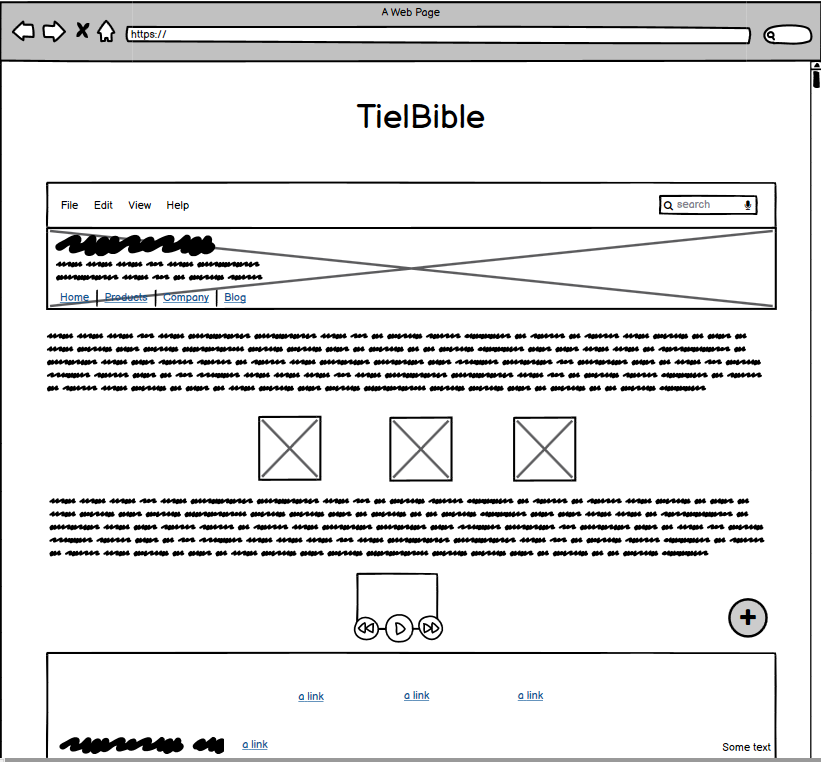 A Web Page
https://
TielBible
File Edit View Help search
Home Products Company Blog
a link a link a link
a link Some text